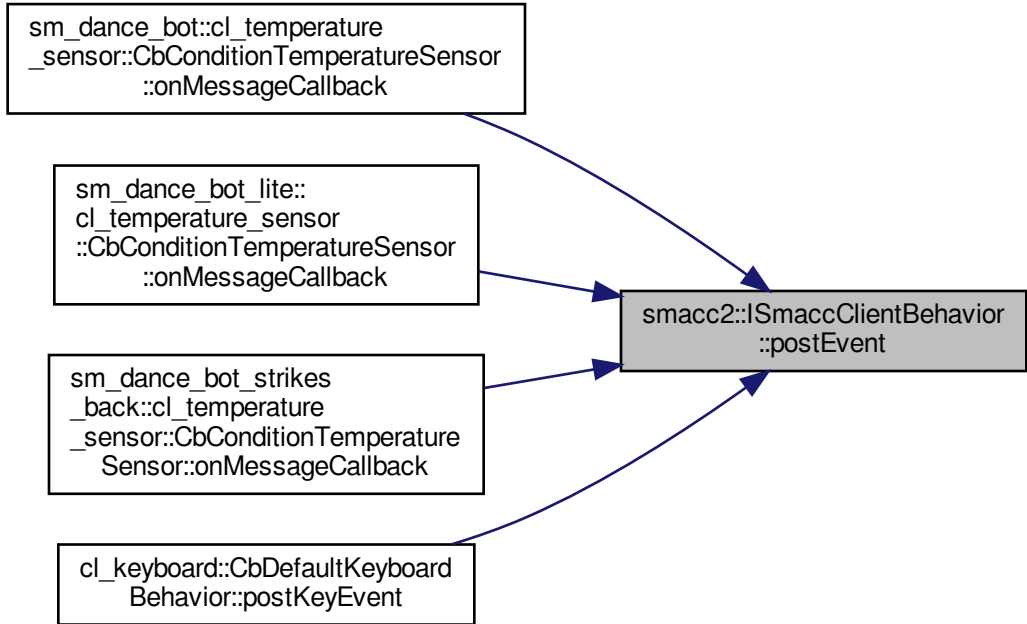 sm_dance_bot::cl_temperature
_sensor::CbConditionTemperatureSensor
::onMessageCallback
sm_dance_bot_lite::
cl_temperature_sensor
::CbConditionTemperatureSensor
::onMessageCallback
sm_dance_bot_strikes
_back::cl_temperature
_sensor::CbConditionTemperature
Sensor::onMessageCallback
cl_keyboard::CbDefaultKeyboard
Behavior::postKeyEvent
smacc2::ISmaccClientBehavior
::postEvent